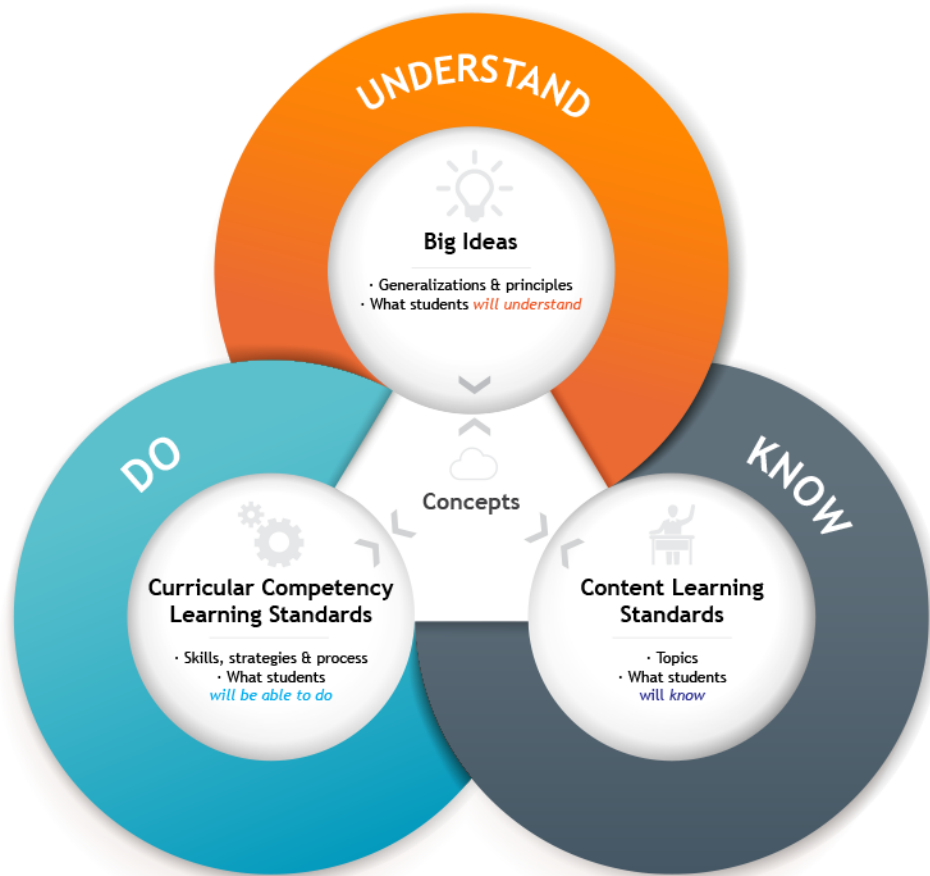 UNDERSTAND
Big Ideas
· Generalizations & principles
· What students will understand
Concepts
DO
Curricular Competency
Learning Standards
· Skills, strategies & process
· What students
will be able to do
KNOW
Content Learning
Standards
· Topics
· What students
will know